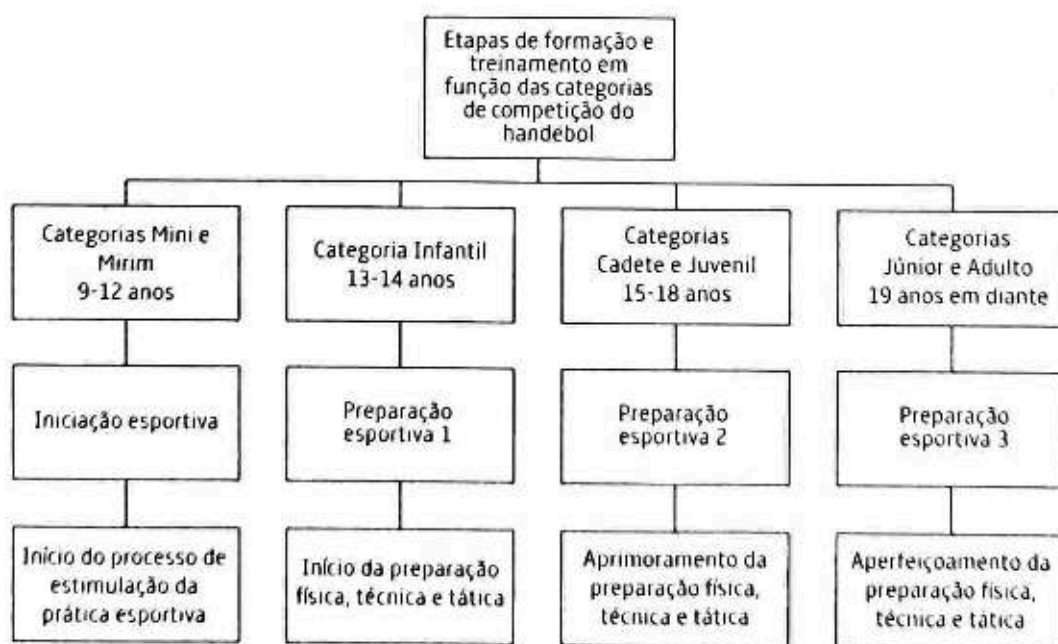 Etapas de formação e
treinamento em
função das categorias
de competição do
handebol
Categorias Mini e
Mirim
9-12 anos
Categoria Infantil
13-14 anos
Categorias
Cadete e Juvenil
15-18 anos
Categorias
Júnior e Adulto
19 anos em diante
Iniciação esportiva
Preparação
esportiva 1
Preparação
esportiva 2
Preparação
esportiva 3
Início do processo de
estimulação da
prática esportiva
Início da preparação
física, técnica e tática
Aprimoramento da
preparação física,
técnica e tática
Aperfeiçoamento da
preparação física,
técnica e tática